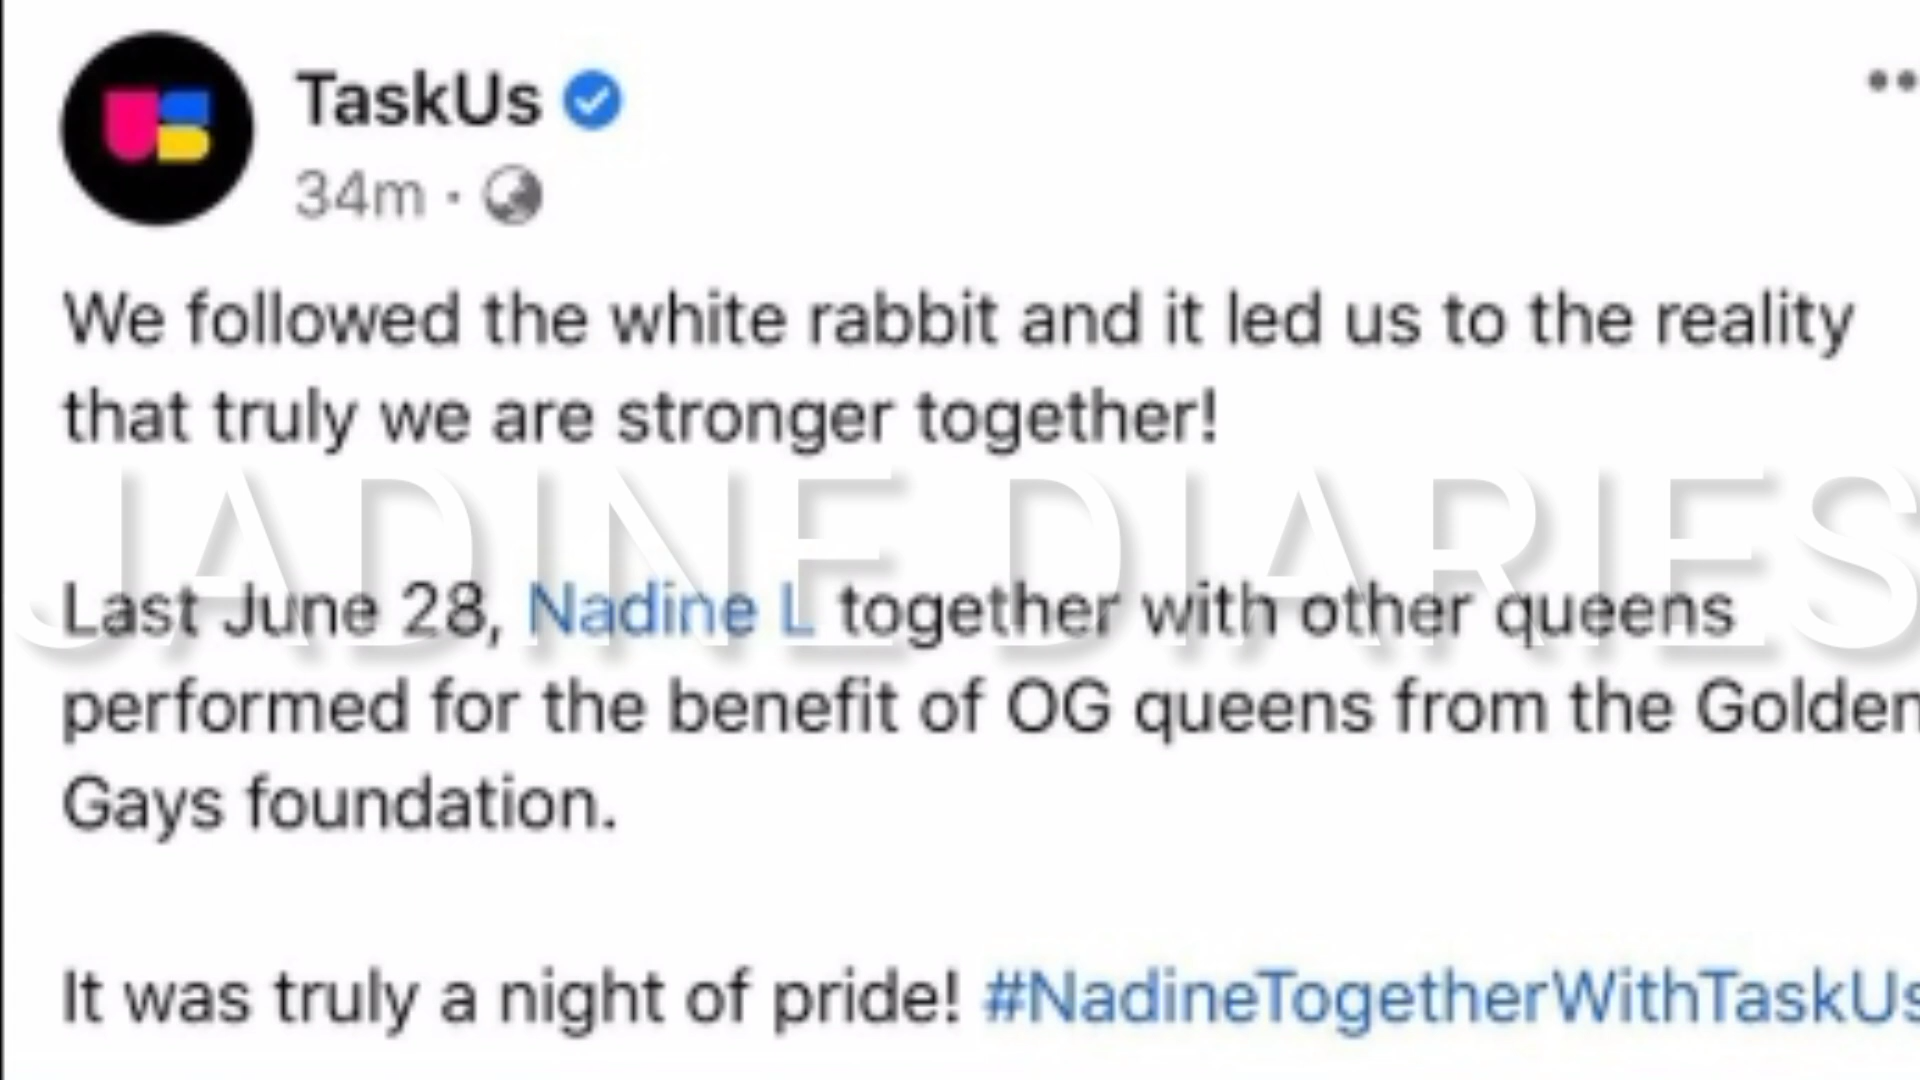 TaskUs
34m ·
We followed the white rabbit and it led us to the reality
that truly we are stronger together!
JADINE DIARIES
Last June 28, Nadine L together with other queens
performed for the benefit of OG queens from the Golden
Gays foundation.
It was truly a night of pride! #NadineTogetherWithTaskUs